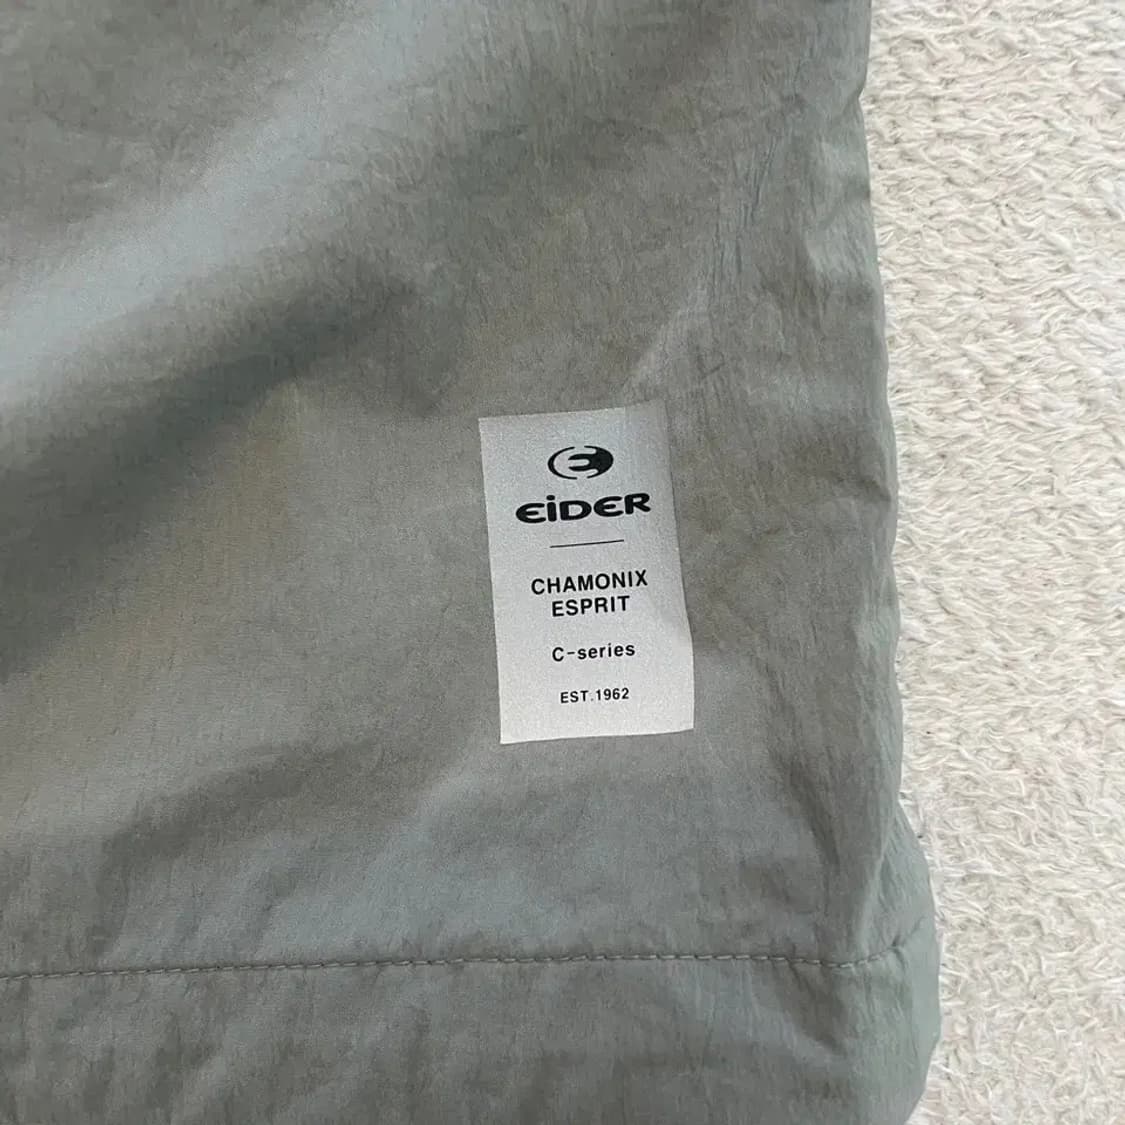 EiDER
CHAMONIX
ESPRIT
C-series
EST.1962